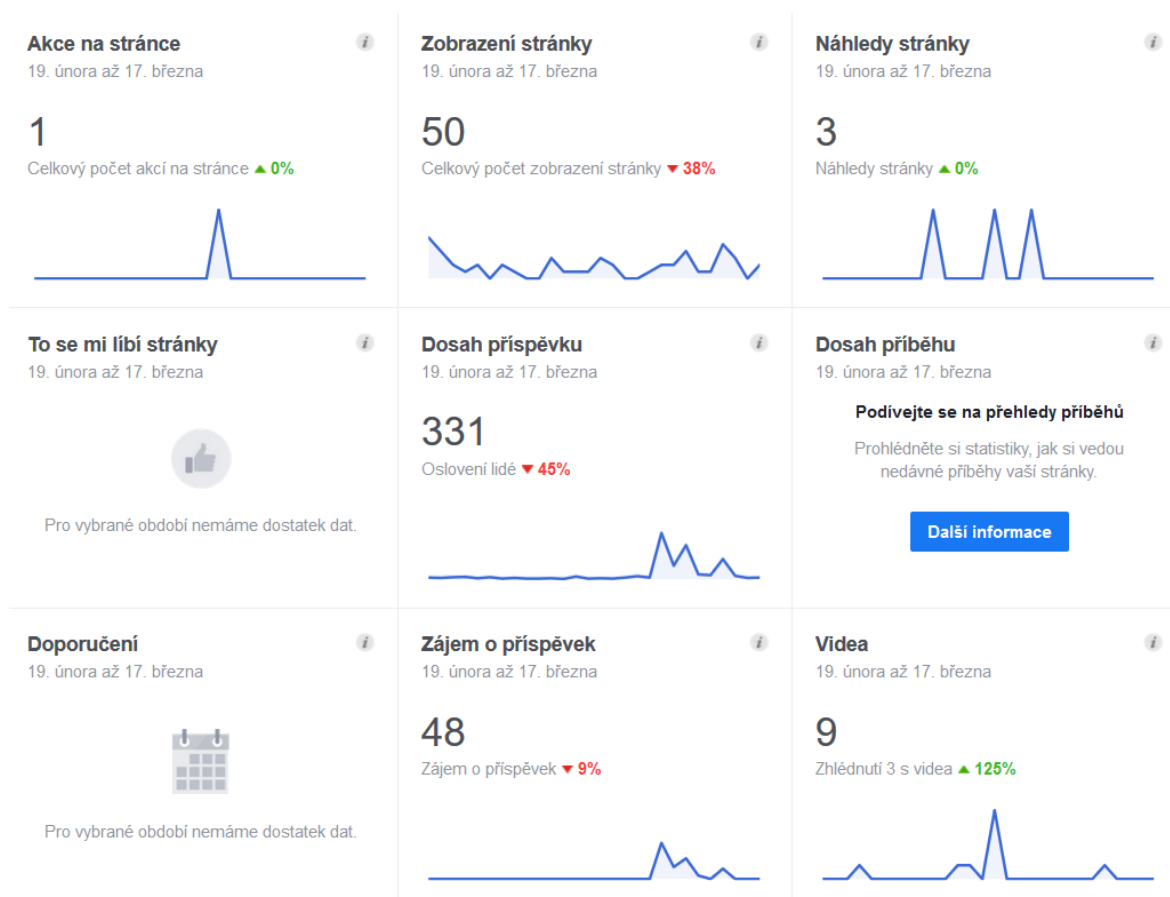 Akce na stránce
19. února až 17. března
1
Celkový počet akcí na stránce 0%
Zobrazení stránky
19. února až 17. března
50
Celkový počet zobrazení stránky 38%
Náhledy stránky
19. února až 17. března
3
Náhledy stránky 0%
To se mi líbí stránky
19. února až 17. března
Pro vybrané období nemáme dostatek dat.
Dosah příspěvku
19. února až 17. března
331
Oslovení lidé 45%
Dosah příběhu
19. února až 17. března
Podívejte se na přehledy příběhů
Prohlédněte si statistiky, jak si vedou
nedávné příběhy vaší stránky.
Další informace
Doporučení
19. února až 17. března
Pro vybrané období nemáme dostatek dat.
Zájem o příspěvek
19. února až 17. března
48
Zájem o příspěvek 9%
Videa
19. února až 17. března
9
Zhlédnutí 3 s videa 125%